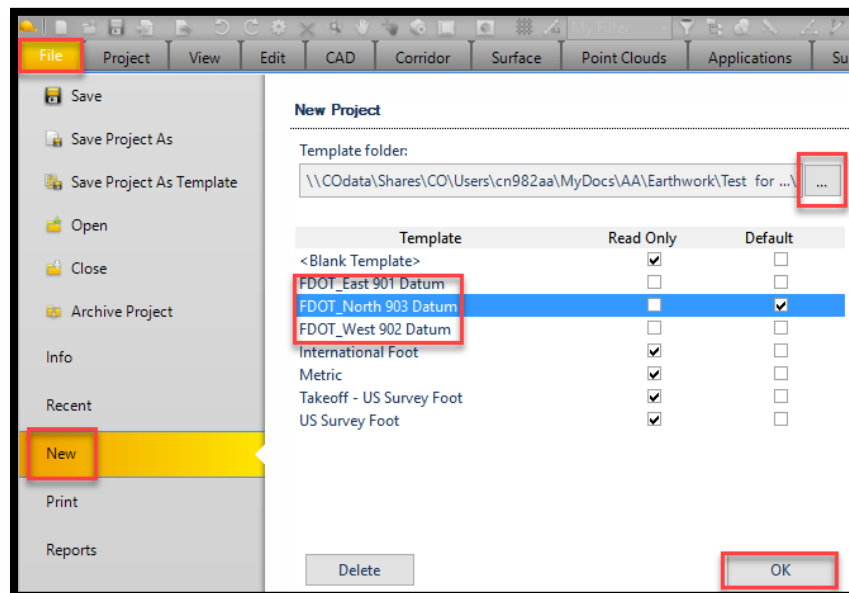 My Filter
File Project View Edit CAD Corridor Surface Point Clouds Applications Su
Save
Save Project As
Save Project As Template
Open
Close
Archive Project
Info
Recent
New
Print
Reports
New Project
Template folder:
\\COdata\Shares\CO\Users\cn982aa\MyDocs\AA\Earthwork\Test for ...\ ...
Template Read Only Default
<Blank Template>
FDOT_East 901 Datum
FDOT_North 903 Datum
FDOT_West 902 Datum
International Foot
Metric
Takeoff - US Survey Foot
US Survey Foot
Delete OK